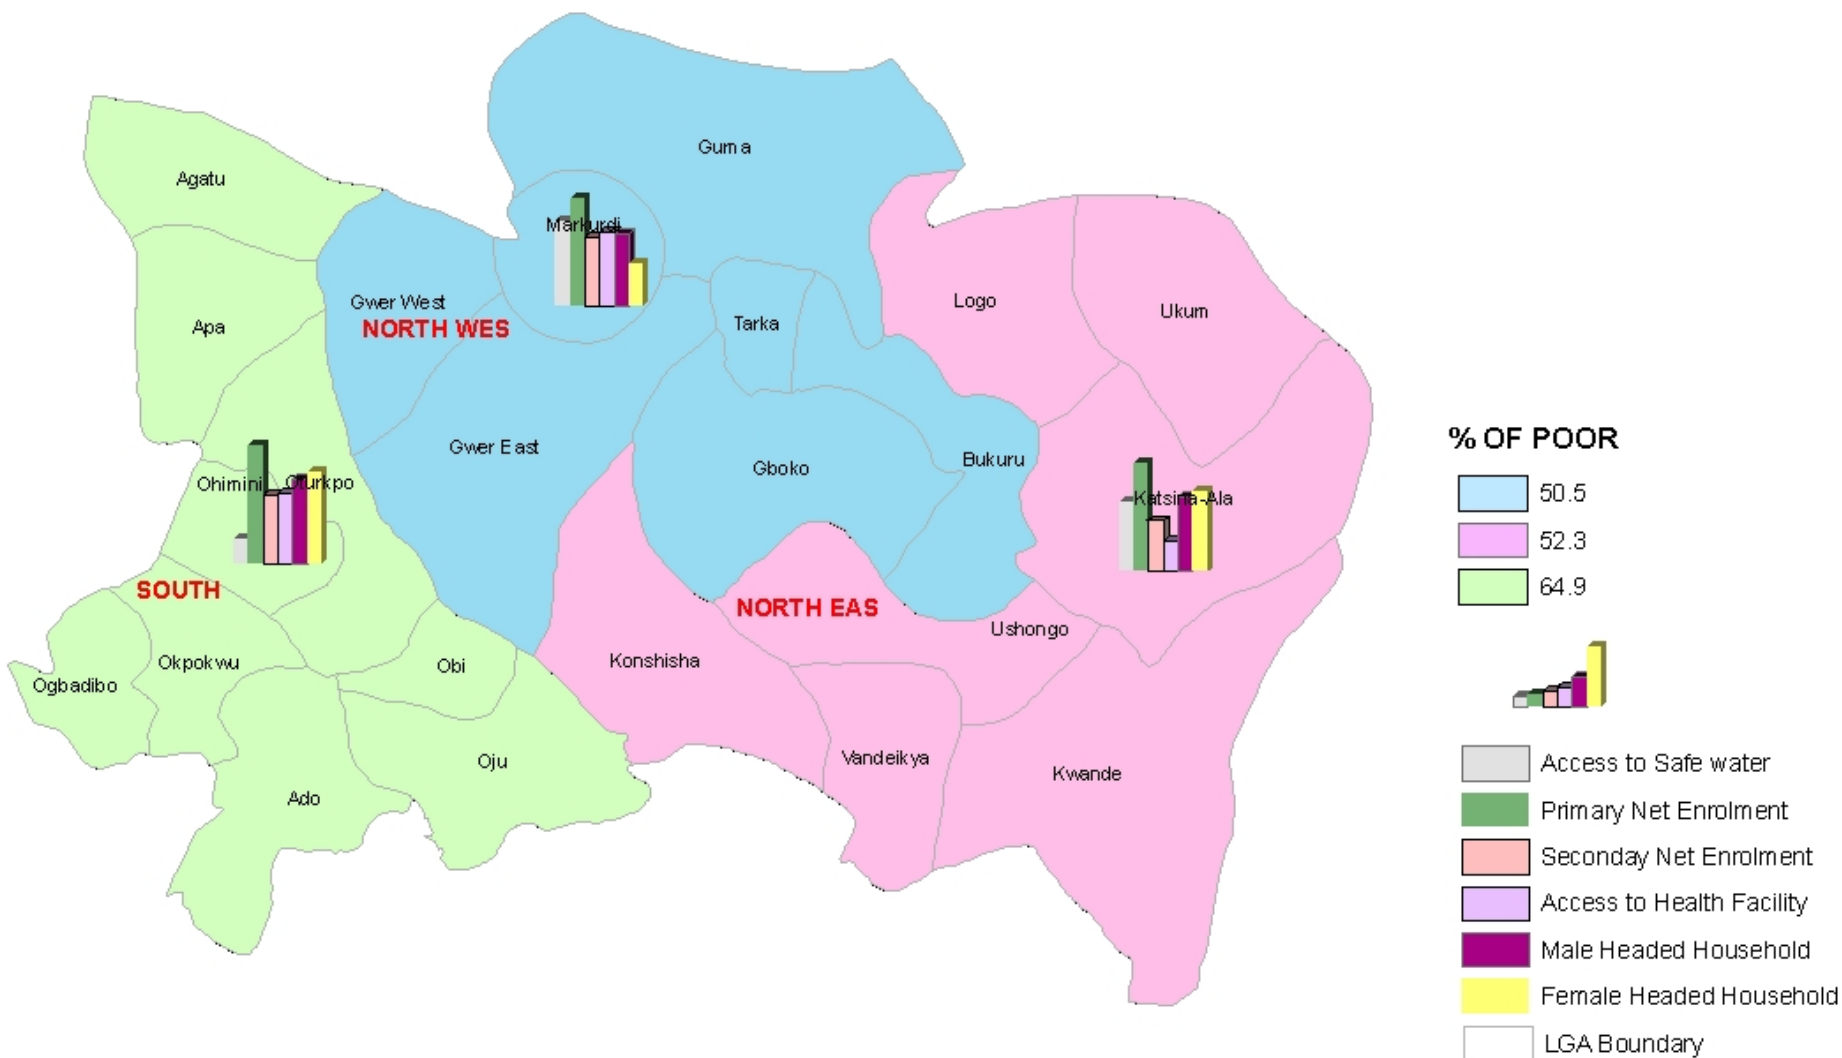 Guma
Agatu
Markurdi
Gwer West
Logo
Ukum
Apa
Tarka
NORTH WES
Gwer East
Gboko
Bukuru
Ohimini
Oturkpo
Katsina-Ala
SOUTH
NORTH EAS
Ushongo
Konshisha
Okpokwu
Obi
Ogbadibo
Oju
Vandeikya
Kwande
Ado
% OF POOR
50.5
52.3
64.9
Access to Safe water
Primary Net Enrolment
Seconday Net Enrolment
Access to Health Facility
Male Headed Household
Female Headed Household
LGA Boundary